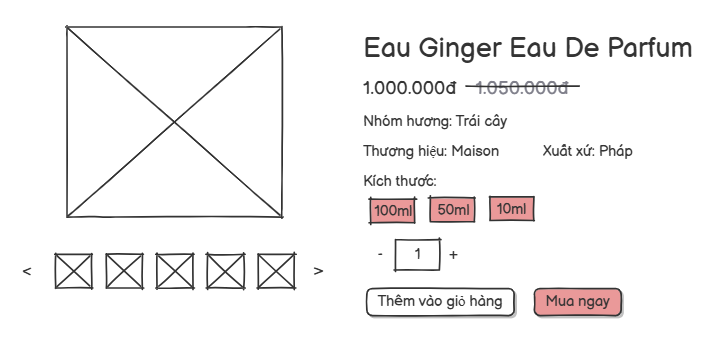 Eau Ginger Eau De Parfum
1.000.000đ 1.050.000đ
Nhóm hương: Trái cây
Thương hiệu: Maison Xuất xứ: Pháp
Kích thước:
100ml 50ml 10ml
- 1 +
< >
Thêm vào giỏ hàng Mua ngay